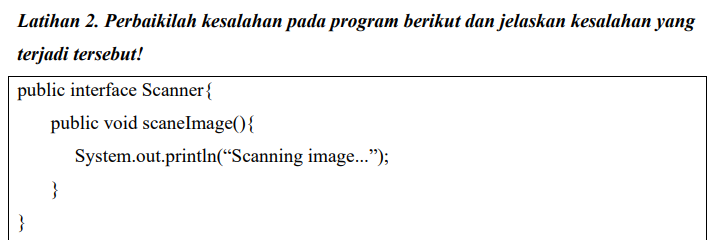 Latihan 2. Perbaikilah kesalahan pada program berikut dan jelaskan kesalahan yang
terjadi tersebut!
public interface Scanner{
public void scaneImage(){
System.out.println(“Scanning image...”);
}
}